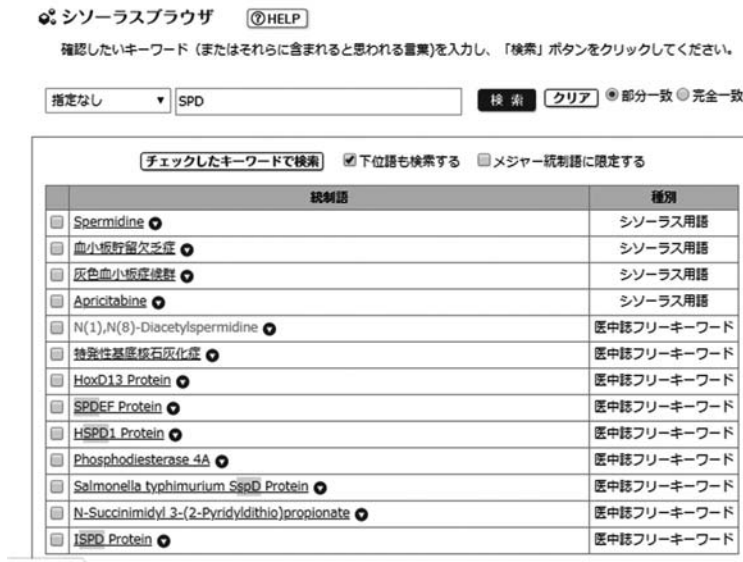 シソーラスブラウザ ?HELP
確認したいキーワード（またはそれらに含まれると思われる言葉)を入力し、「検索」ボタンをクリックしてください。
指定なし ▼ SPD 検 索 クリア 部分一致 完全一致
チェックしたキーワードで検索 下位語も検索する メジャー統制語に限定する
統制語 種別
Spermidine シソーラス用語
血小板貯留欠乏症 シソーラス用語
灰色血小板症候群 シソーラス用語
Apricitabine シソーラス用語
N(1),N(8)-Diacetylspermidine 医中誌フリーキーワード
特発性基底核石灰化症 医中誌フリーキーワード
HoxD13 Protein 医中誌フリーキーワード
SPDEF Protein 医中誌フリーキーワード
HSPD1 Protein 医中誌フリーキーワード
Phosphodiesterase 4A 医中誌フリーキーワード
Salmonella typhimurium SspD Protein 医中誌フリーキーワード
N-Succinimidyl 3-(2-Pyridyldithio)propionate 医中誌フリーキーワード
ISPD Protein 医中誌フリーキーワード